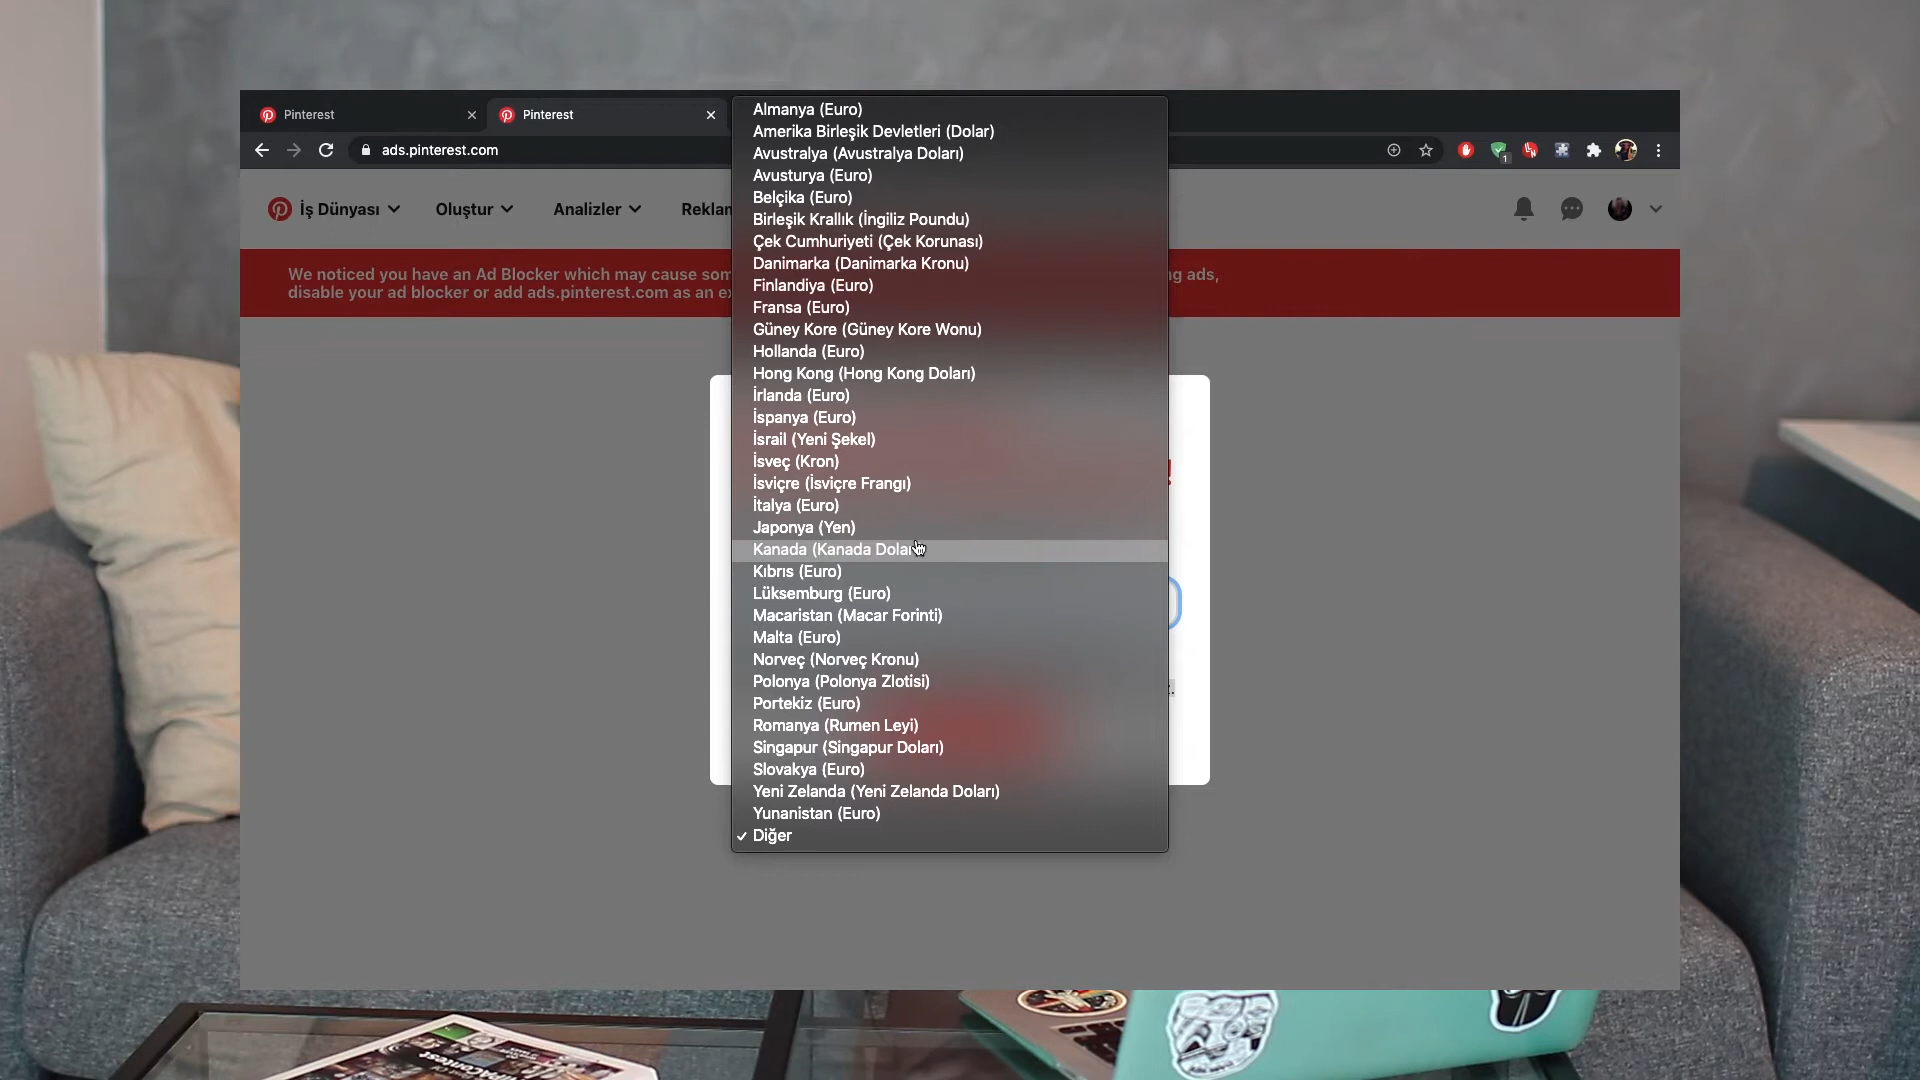 Pinterest
Pinterest
ads.pinterest.com
1
İş Dünyası
Oluştur
Analizler
Reklan
We noticed you have an Ad Blocker which may cause som
ng ads,
disable your ad blocker or add ads.pinterest.com as an ex
Almanya (Euro)
Amerika Birleşik Devletleri (Dolar)
Avustralya (Avustralya Doları)
Avusturya (Euro)
Belçika (Euro)
Birleşik Krallık (İngiliz Poundu)
Çek Cumhuriyeti (Çek Korunası)
Danimarka (Danimarka Kronu)
Finlandiya (Euro)
Fransa (Euro)
Güney Kore (Güney Kore Wonu)
Hollanda (Euro)
Hong Kong (Hong Kong Doları)
İrlanda (Euro)
İspanya (Euro)
İsrail (Yeni Şekel)
İsveç (Kron)
İsviçre (İsviçre Frangı)
İtalya (Euro)
Japonya (Yen)
Kanada (Kanada Dolar
Kıbrıs (Euro)
Lüksemburg (Euro)
Macaristan (Macar Forinti)
Malta (Euro)
Norveç (Norveç Kronu)
Polonya (Polonya Zlotisi)
Portekiz (Euro)
Romanya (Rumen Leyi)
Singapur (Singapur Doları)
Slovakya (Euro)
Yeni Zelanda (Yeni Zelanda Doları)
Yunanistan (Euro)
✓ Diğer